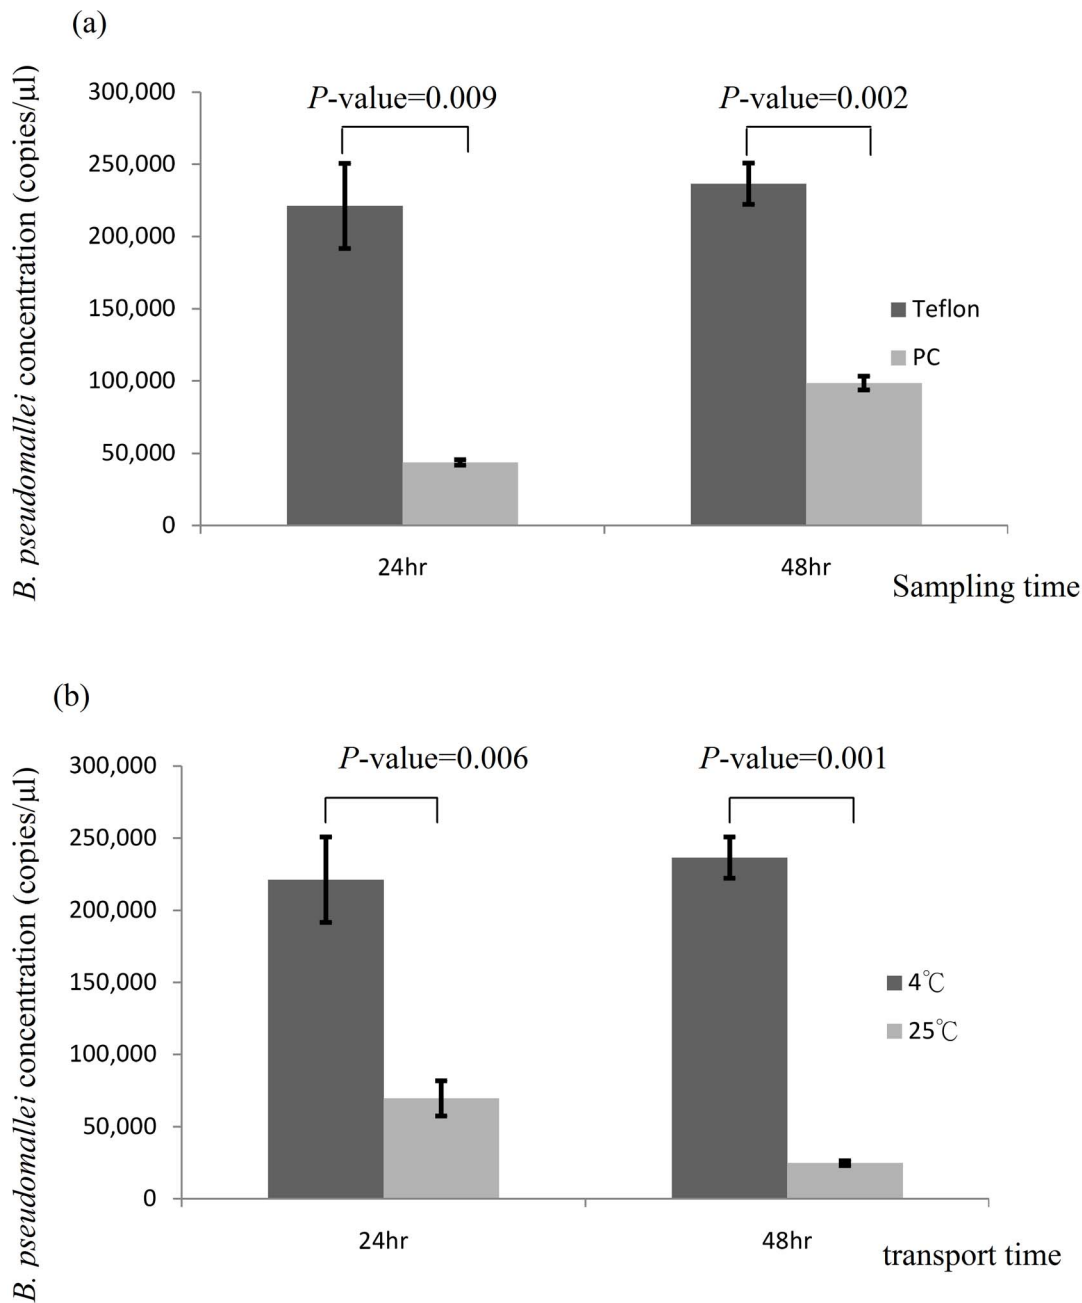 (a)
B. pseudomallei concentration (copies/µl)
300,000
250,000
200,000
150,000
100,000
50,000
0
P-value=0.009
P-value=0.002
Teflon
PC
24hr
48hr
Sampling time
(b)
B. pseudomallei concentration (copies/µl)
300,000
250,000
200,000
150,000
100,000
50,000
0
P-value=0.006
P-value=0.001
4℃
25℃
24hr
48hr
transport time